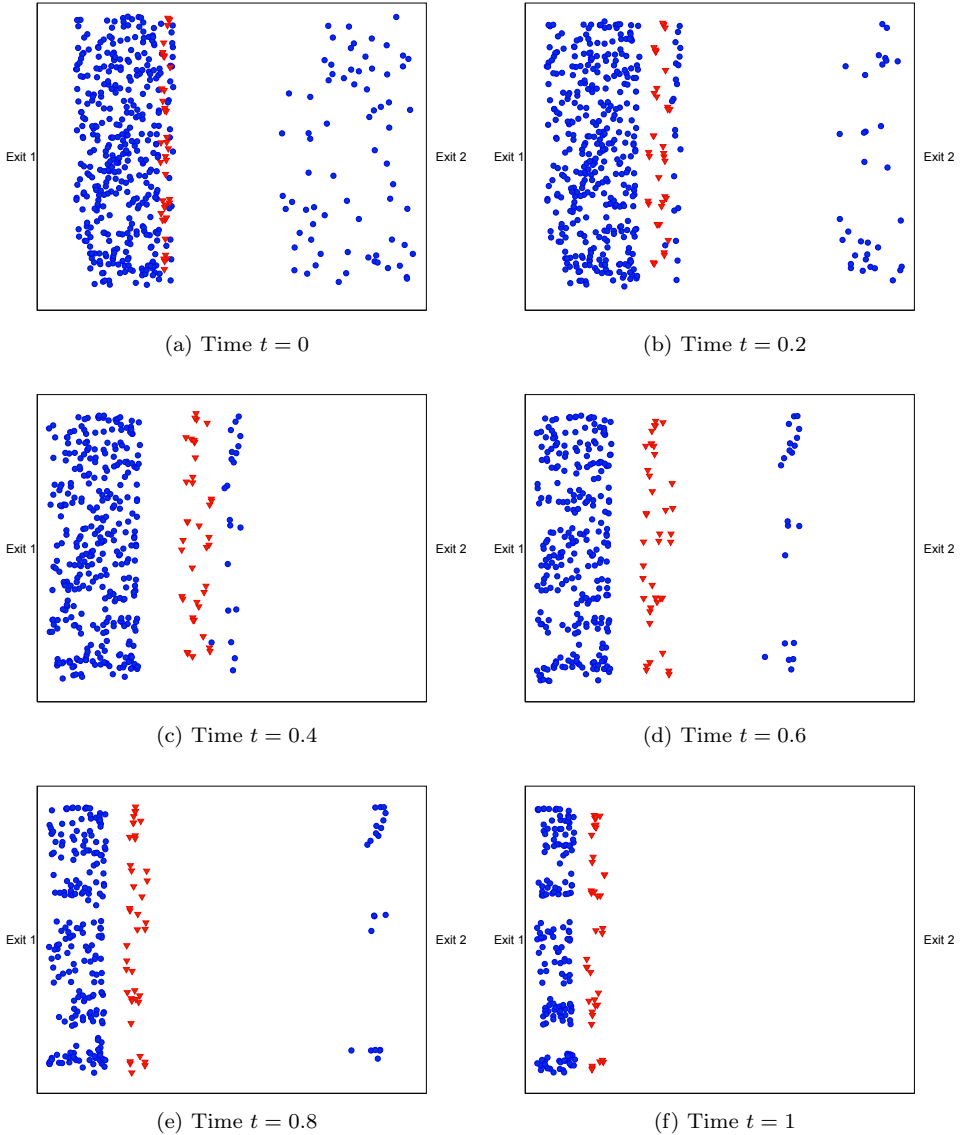 Exit 1
Exit 2
Exit 1
Exit 2
(a) Time t = 0
(b) Time t = 0.2
Exit 1
Exit 2
Exit 1
Exit 2
(c) Time t = 0.4
(d) Time t = 0.6
Exit 1
Exit 2
Exit 1
Exit 2
(e) Time t = 0.8
(f) Time t = 1